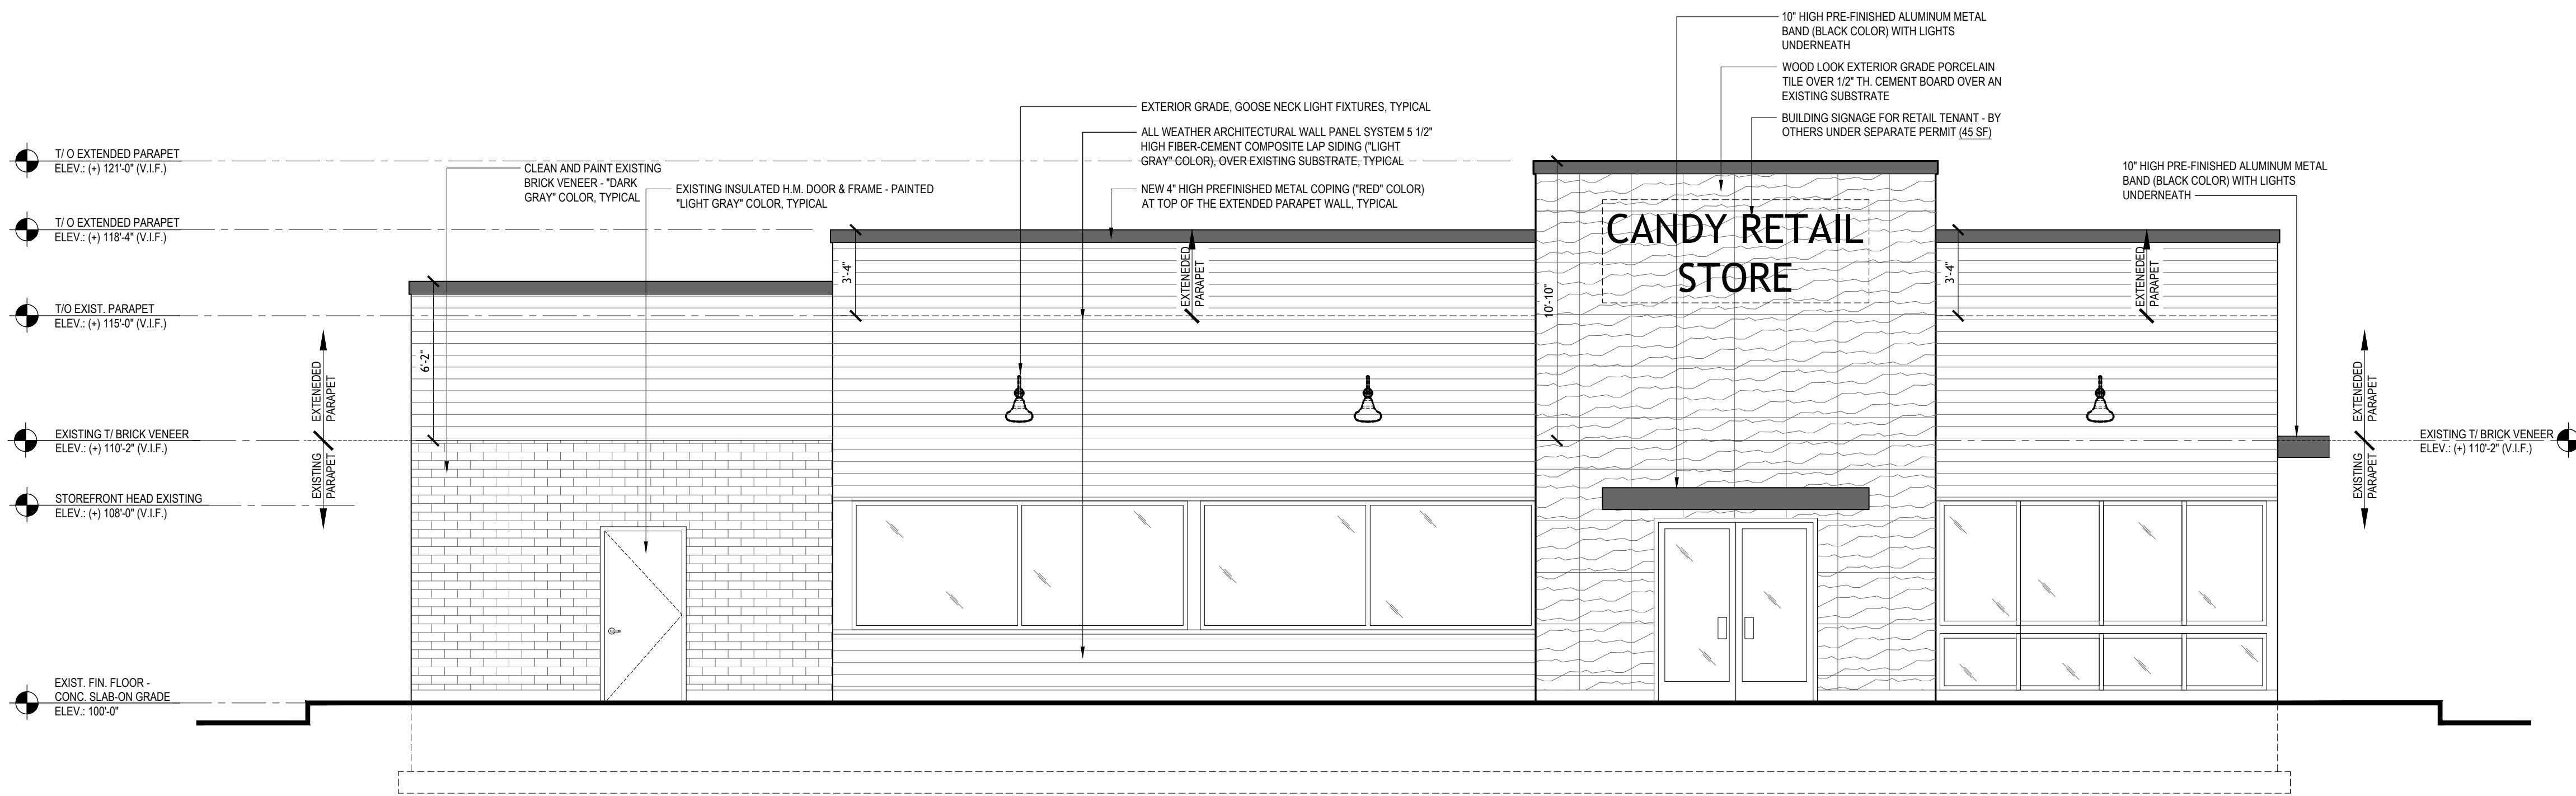 10" HIGH PRE-FINISHED ALUMINUM METAL
BAND (BLACK COLOR) WITH LIGHTS
UNDERNEATH
WOOD LOOK EXTERIOR GRADE PORCELAIN
TILE OVER 1/2" TH. CEMENT BOARD OVER AN
EXISTING SUBSTRATE
BUILDING SIGNAGE FOR RETAIL TENANT - BY
OTHERS UNDER SEPARATE PERMIT (45 SF)
EXTERIOR GRADE, GOOSE NECK LIGHT FIXTURES, TYPICAL
ALL WEATHER ARCHITECTURAL WALL PANEL SYSTEM 5 1/2"
HIGH FIBER-CEMENT COMPOSITE LAP SIDING ("LIGHT
GRAY" COLOR), OVER EXISTING SUBSTRATE, TYPICAL
NEW 4" HIGH PREFINISHED METAL COPING ("RED" COLOR)
AT TOP OF THE EXTENDED PARAPET WALL, TYPICAL
CLEAN AND PAINT EXISTING
BRICK VENEER - "DARK
GRAY" COLOR, TYPICAL
EXISTING INSULATED H.M. DOOR & FRAME - PAINTED
"LIGHT GRAY" COLOR, TYPICAL
10" HIGH PRE-FINISHED ALUMINUM METAL
BAND (BLACK COLOR) WITH LIGHTS
UNDERNEATH
T/ O EXTENDED PARAPET
ELEV.: (+) 121'-0" (V.I.F.)
T/ O EXTENDED PARAPET
ELEV.: (+) 118'-4" (V.I.F.)
T/O EXIST. PARAPET
ELEV.: (+) 115'-0" (V.I.F.)
EXISTING T/ BRICK VENEER
ELEV.: (+) 110'-2" (V.I.F.)
STOREFRONT HEAD EXISTING
ELEV.: (+) 108'-0" (V.I.F.)
EXIST. FIN. FLOOR -
CONC. SLAB-ON GRADE
ELEV.: 100'-0"
EXTENEDED
PARAPET
EXISTING
PARAPET
6'-2"
3'-4"
EXTENEDED
PARAPET
10'-10"
CANDY RETAIL
STORE
3'-4"
EXTENEDED
PARAPET
EXTENEDED
PARAPET
EXISTING
PARAPET
EXISTING T/ BRICK VENEER
ELEV.: (+) 110'-2" (V.I.F.)